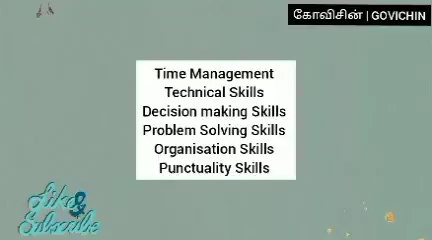 கோவிசின் | GOVICHIN
Time Management
Technical Skills
Decision making Skills
Problem Solving Skills
Organisation Skills
Punctuality Skills
Like &
Subscribe